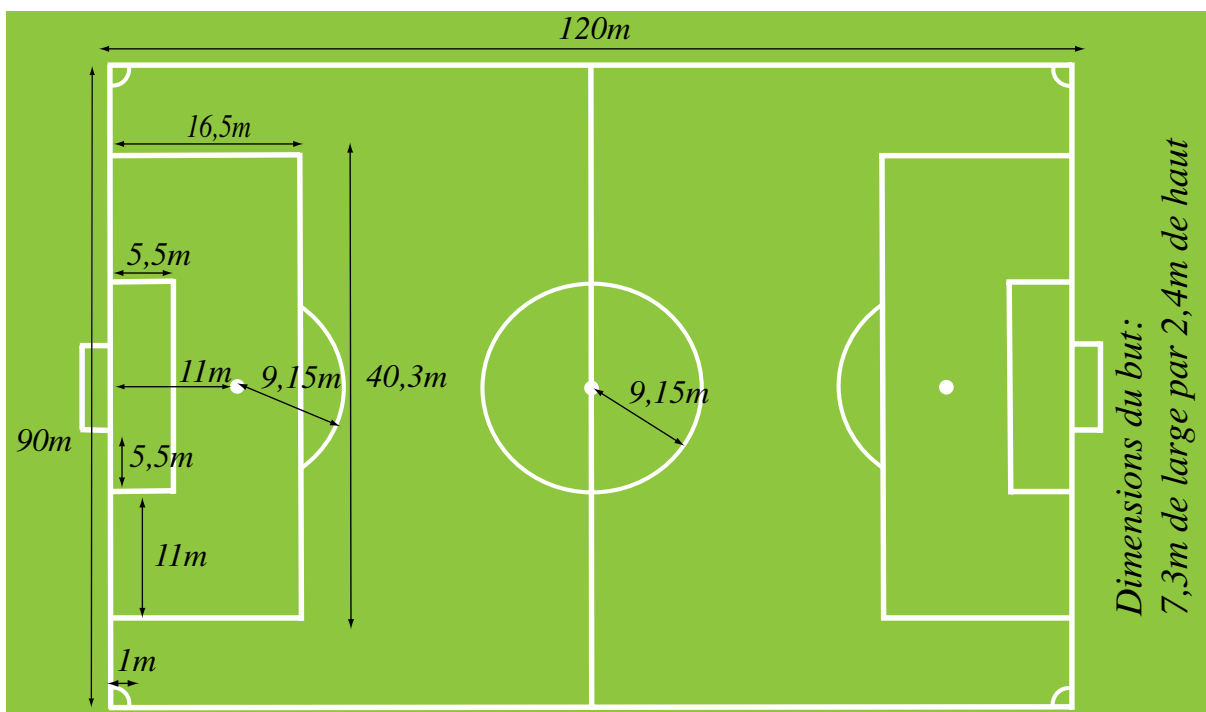 120m
16,5m
5,5m
11m
9,15m
40,3m
9,15m
90m
5,5m
11m
1m
Dimensions du but:
7,3m de large par 2,4m de haut